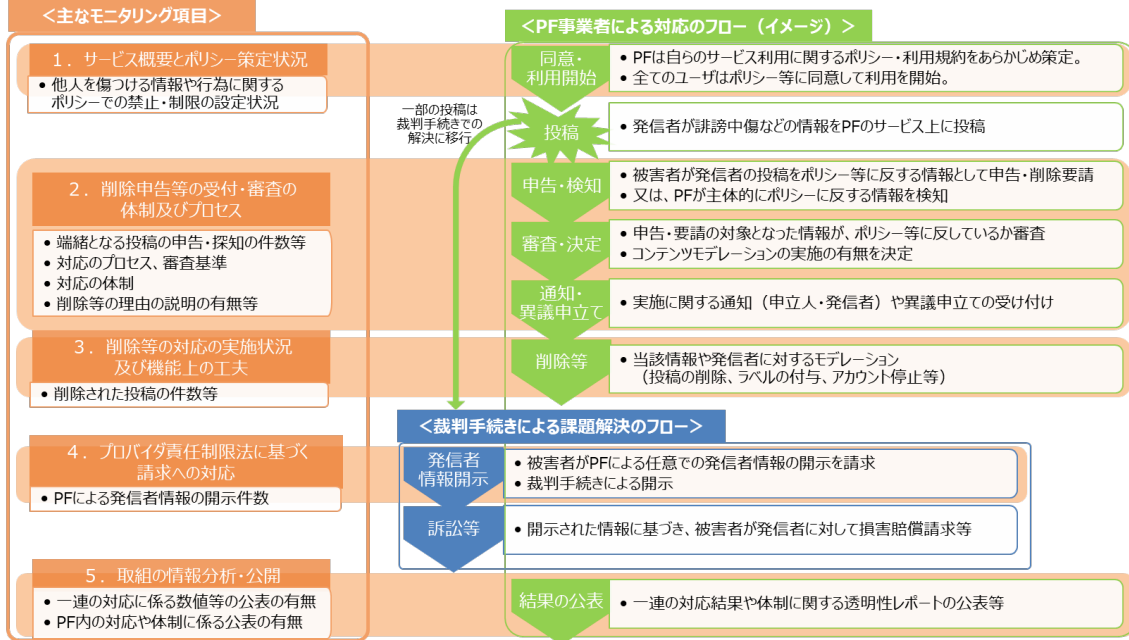 ＜主なモニタリング項目＞
１．サービス概要とポリシー策定状況
• 他人を傷つける情報や行為に関する
ポリシーでの禁止・制限の設定状況
２．削除申告等の受付・審査の
体制及びプロセス
• 端緒となる投稿の申告・探知の件数等
• 対応のプロセス、審査基準
• 対応の体制
• 削除等の理由の説明の有無等
３．削除等の対応の実施状況
及び機能上の工夫
• 削除された投稿の件数等
４．プロバイダ責任制限法に基づく
請求への対応
• PFによる発信者情報の開示件数
５．取組の情報分析・公開
• 一連の対応に係る数値等の公表の有無
• PF内の対応や体制に係る公表の有無
＜PF事業者による対応のフロー（イメージ）＞
同意・
利用開始
• PFは自らのサービス利用に関するポリシー・利用規約をあらかじめ策定。
• 全てのユーザはポリシー等に同意して利用を開始。
一部の投稿は
裁判手続きでの
解決に移行
投稿
• 発信者が誹謗中傷などの情報をPFのサービス上に投稿
申告・検知
• 被害者が発信者の投稿をポリシー等に反する情報として申告・削除要請
• 又は、PFが主体的にポリシーに反する情報を検知
審査・決定
• 申告・要請の対象となった情報が、ポリシー等に反しているか審査
• コンテンツモデレーションの実施の有無を決定
通知・
異議申立て
• 実施に関する通知（申立人・発信者）や異議申立ての受け付け
削除等
• 当該情報や発信者に対するモデレーション
（投稿の削除、ラベルの付与、アカウント停止等）
＜裁判手続きによる課題解決のフロー＞
発信者
情報開示
• 被害者がPFによる任意での発信者情報の開示を請求
• 裁判手続きによる開示
訴訟等
• 開示された情報に基づき、被害者が発信者に対して損害賠償請求等
結果の公表
• 一連の対応結果や体制に関する透明性レポートの公表等